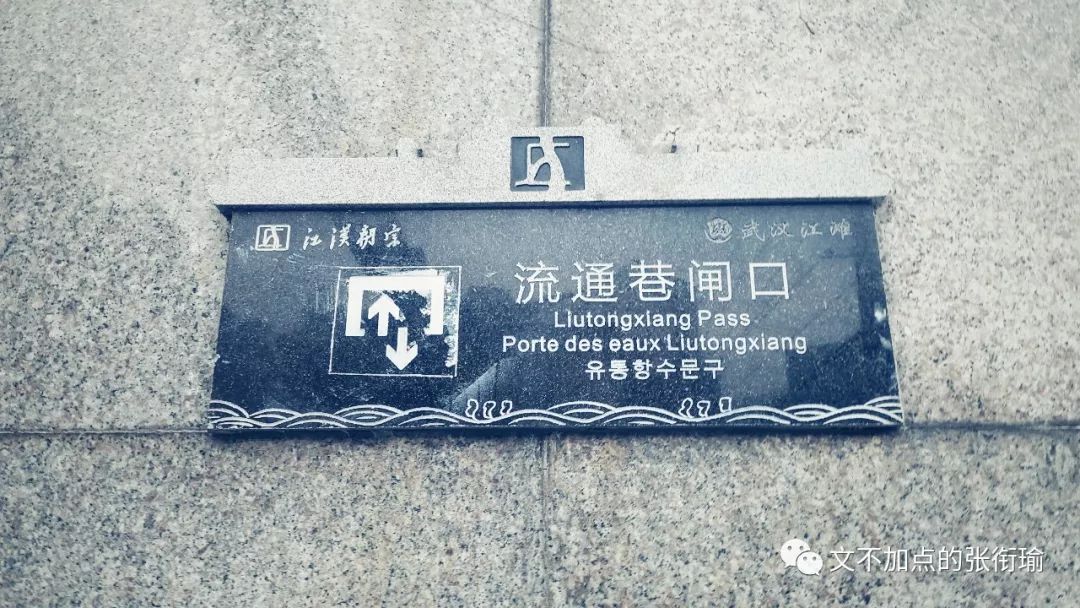 江漢朝宗
武汉江滩
流通巷闸口
Liutongxiang Pass
Porte des eaux Liutongxiang
유통항수문구
文不加点的张衔瑜